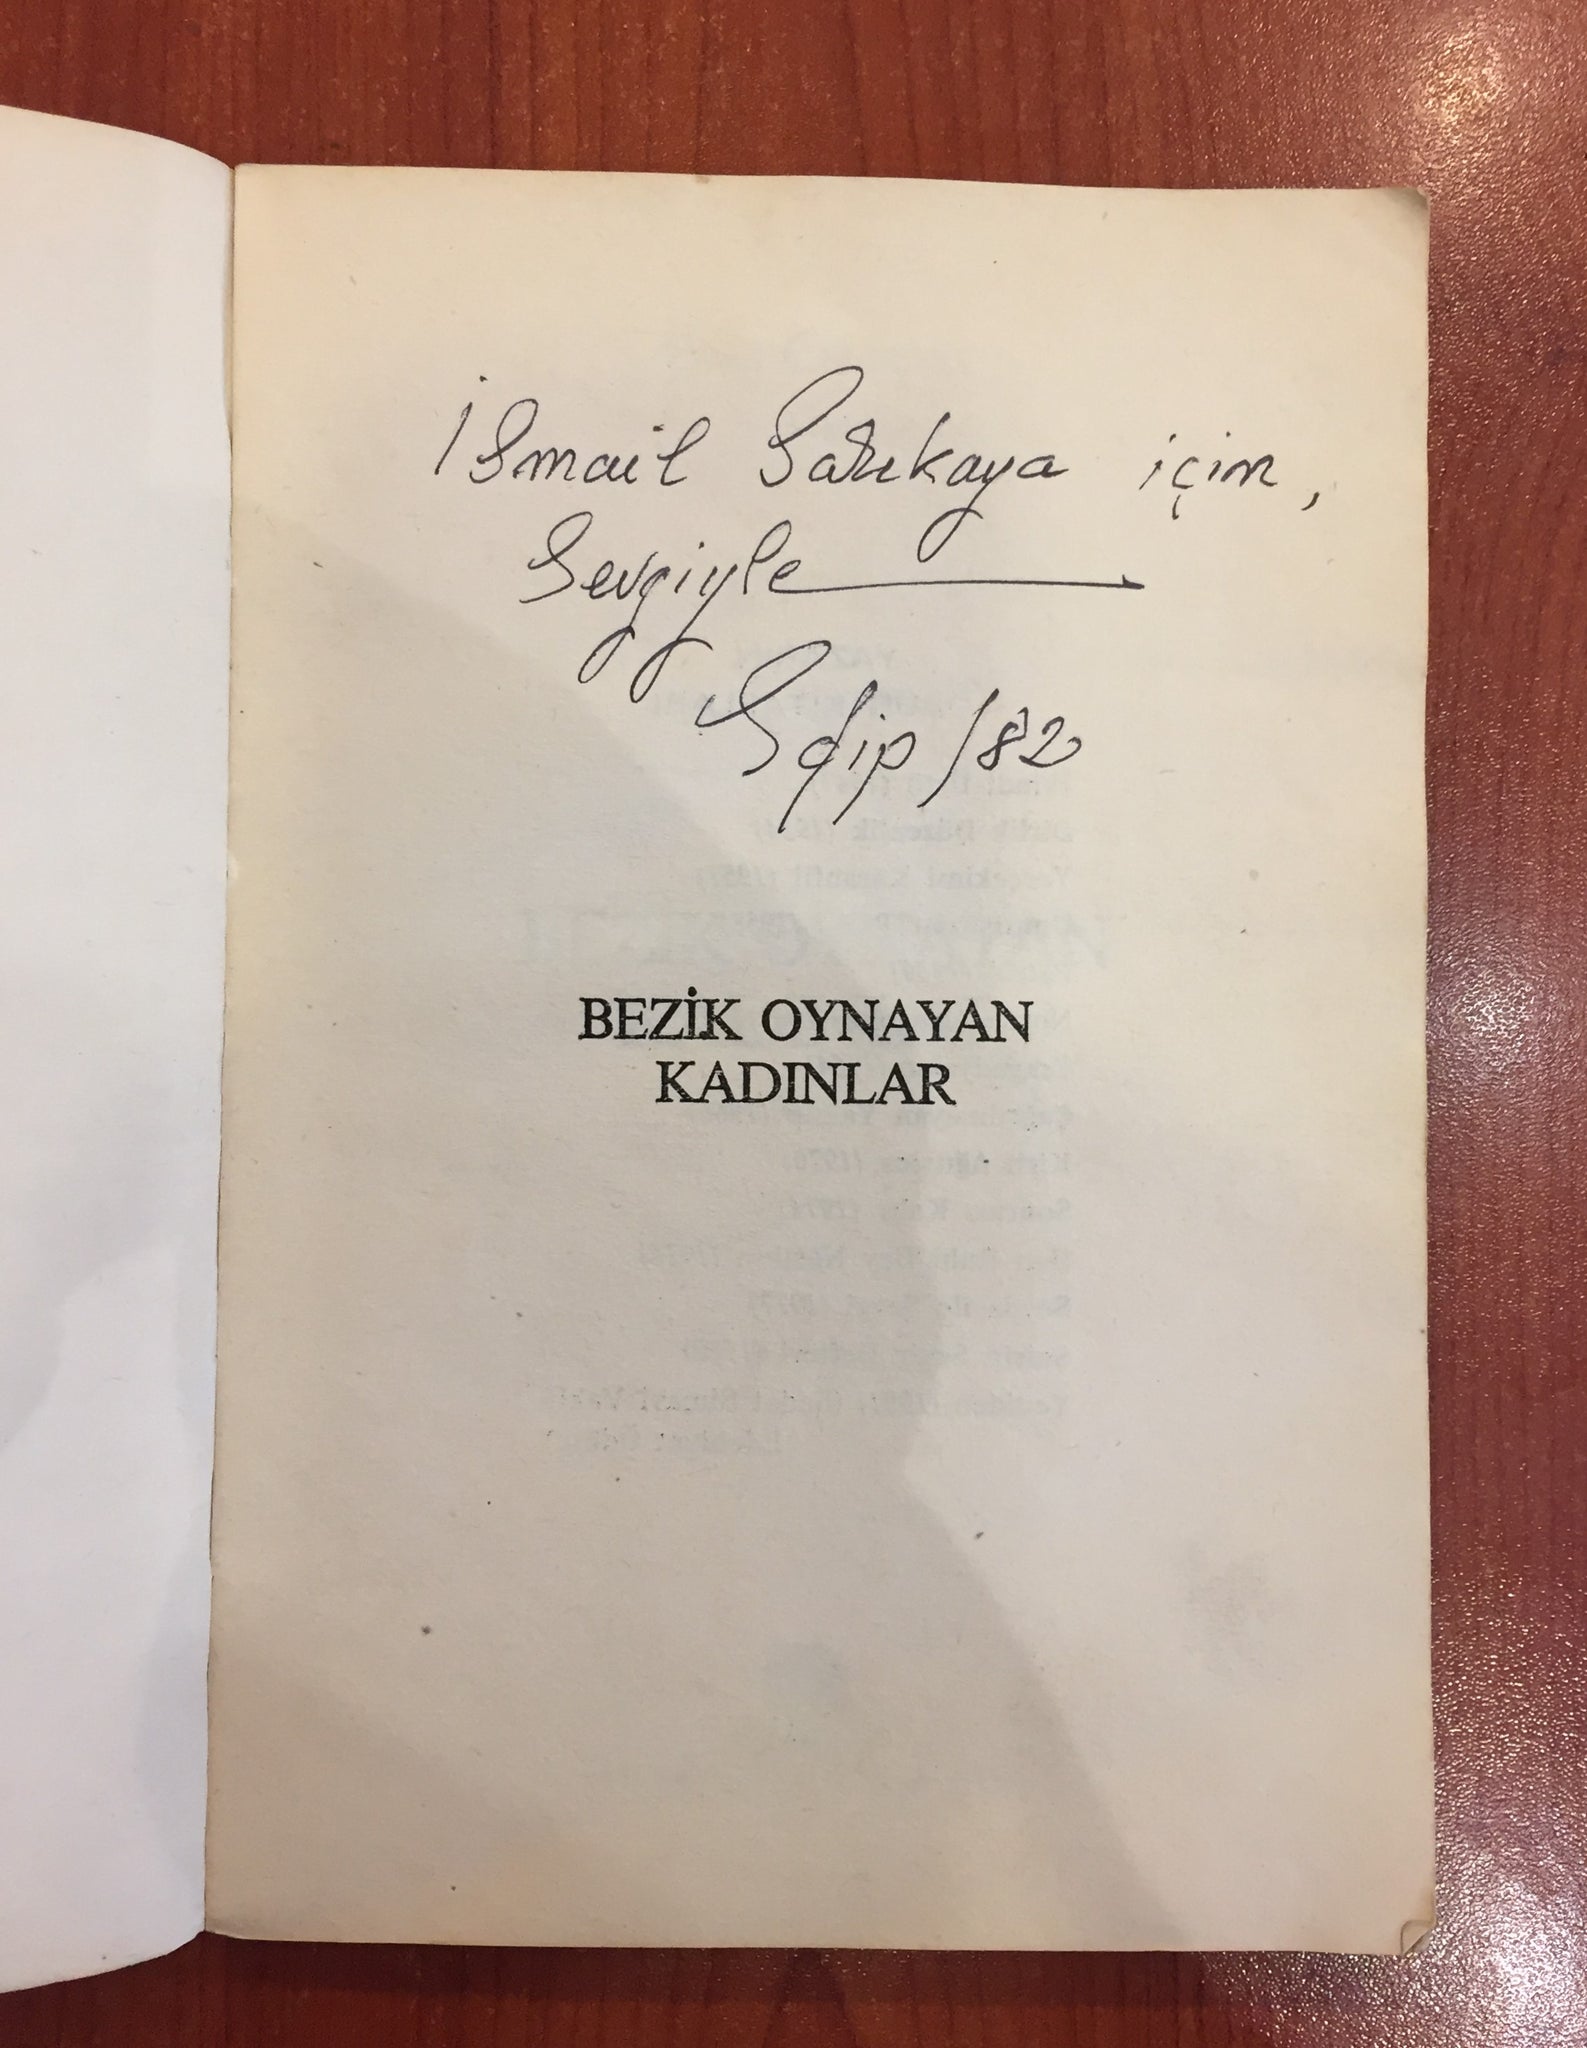 İsmail Sarıkaya için,
Sevgiyle
Edip /82
BEZİK OYNAYAN
KADINLAR